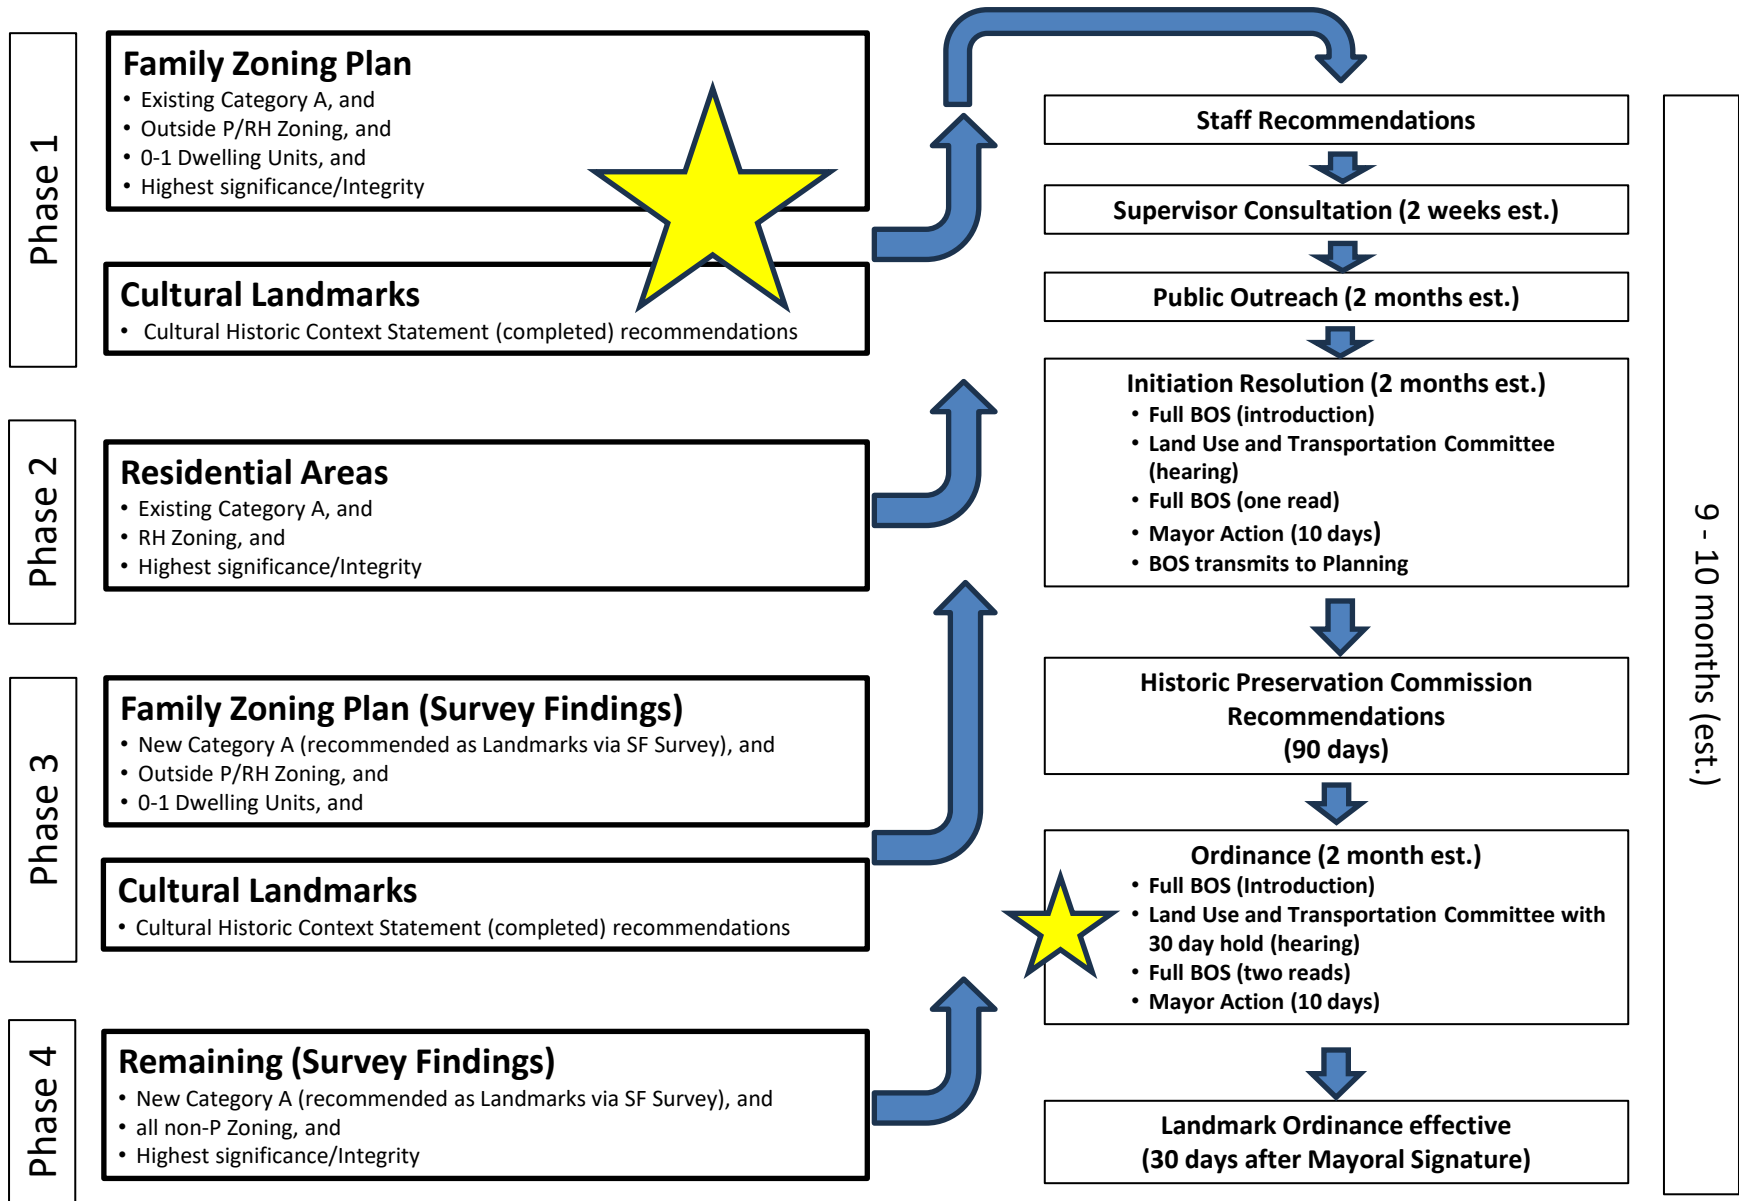 Phase 1
Family Zoning Plan
• Existing Category A, and
• Outside P/RH Zoning, and
• 0-1 Dwelling Units, and
• Highest significance/Integrity
Cultural Landmarks
• Cultural Historic Context Statement (completed) recommendations
Phase 2
Residential Areas
• Existing Category A, and
• RH Zoning, and
• Highest significance/Integrity
Phase 3
Family Zoning Plan (Survey Findings)
• New Category A (recommended as Landmarks via SF Survey), and
• Outside P/RH Zoning, and
• 0-1 Dwelling Units, and
Cultural Landmarks
• Cultural Historic Context Statement (completed) recommendations
Phase 4
Remaining (Survey Findings)
• New Category A (recommended as Landmarks via SF Survey), and
• all non-P Zoning, and
• Highest significance/Integrity
Staff Recommendations
Supervisor Consultation (2 weeks est.)
Public Outreach (2 months est.)
Initiation Resolution (2 months est.)
• Full BOS (introduction)
• Land Use and Transportation Committee
(hearing)
• Full BOS (one read)
• Mayor Action (10 days)
• BOS transmits to Planning
Historic Preservation Commission
Recommendations
(90 days)
Ordinance (2 month est.)
• Full BOS (Introduction)
• Land Use and Transportation Committee with
30 day hold (hearing)
• Full BOS (two reads)
• Mayor Action (10 days)
Landmark Ordinance effective
(30 days after Mayoral Signature)
9 - 10 months (est.)